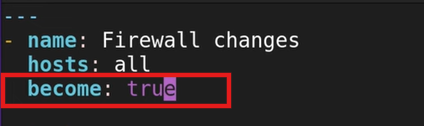 ---
- name: Firewall changes
  hosts: all
  become: true